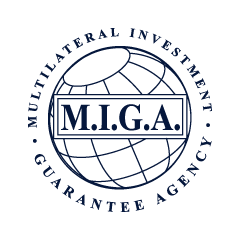 • MULTILATERAL INVESTMENT •
M.I.G.A.
GUARANTEE AGENCY